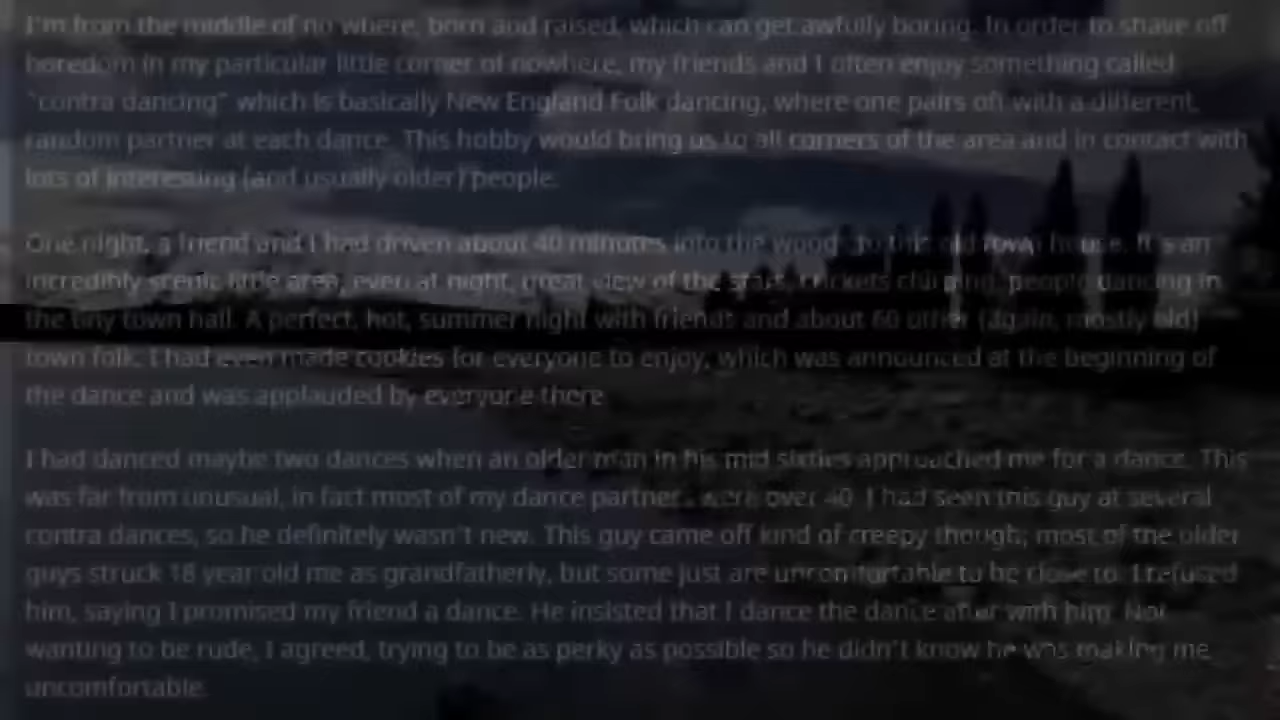 I'm from the middle of no where, born and raised, which can get awfully boring. In order to shave off
boredom in my particular little corner of nowhere, my friends and I often enjoy something called
"contra dancing" which is basically New England Folk dancing, where one pairs off with a different,
random partner at each dance. This hobby would bring us to all corners of the area and in contact with
lots of interesting (and usually older) people.
One night, a friend and I had driven about 40 minutes into the woods to this old town house. It's an
incredibly scenic little area, even at night, great view of the stars, crickets chirping, people dancing in
the tiny town hall. A perfect, hot, summer night with friends and about 60 other (again, mostly old)
town folk. I had even made cookies for everyone to enjoy, which was announced at the beginning of
the dance and was applauded by everyone there.
I had danced maybe two dances when an older man in his mid sixties approached me for a dance. This
was far from unusual, in fact most of my dance partners were over 40. I had seen this guy at several
contra dances, so he definitely wasn't new. This guy came off kind of creepy though; most of the older
guys struck 18 year old me as grandfatherly, but some just are uncomfortable to be close to. I refused
him, saying I promised my friend a dance. He insisted that I dance the dance after with him. Not
wanting to be rude, I agreed, trying to be as perky as possible so he didn't know he was making me
uncomfortable.